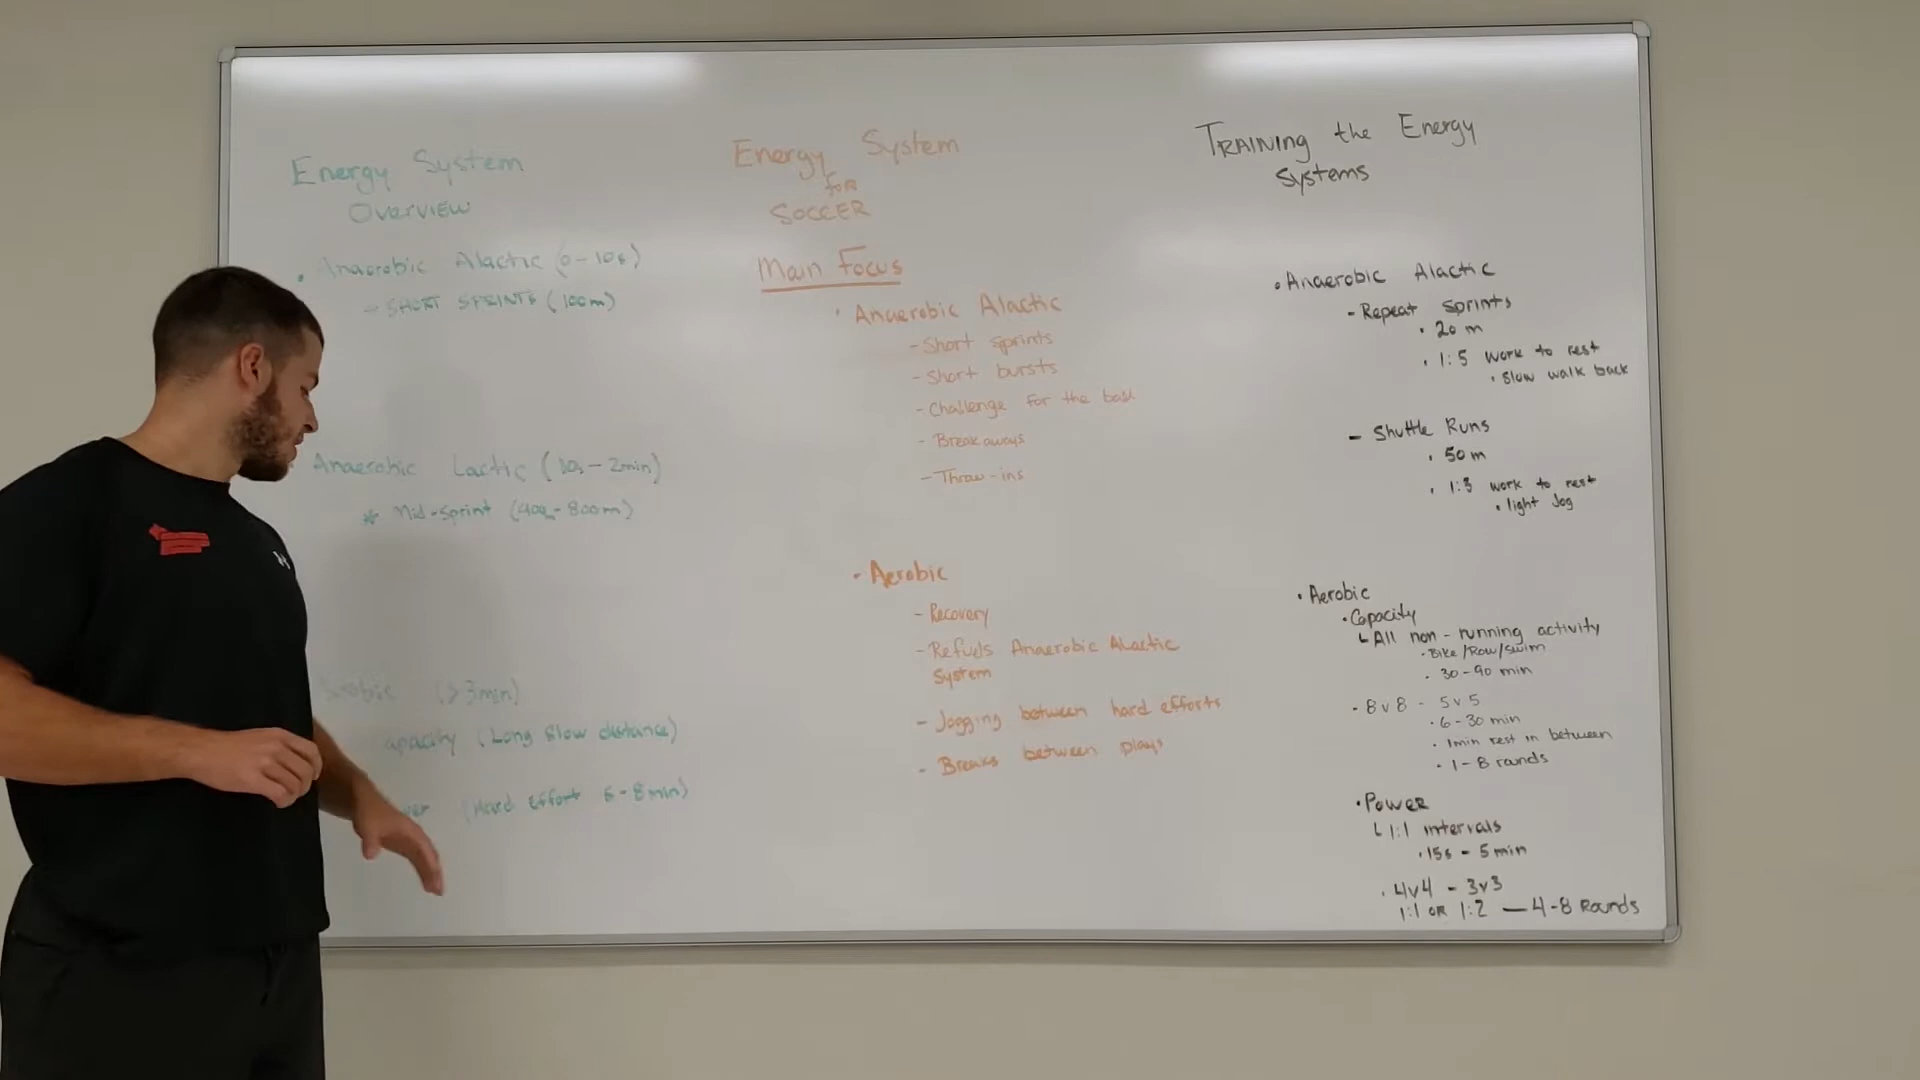 Energy System
Overview
• Anaerobic Alactic (0-10s)
- SHORT SPRINTS (100m)
Anaerobic Lactic (10s-2min)
* Mid-Sprint (400-800m)
(>3min)
(Long Slow distance)
(Hard Effort 6-8min)
Energy System
for
SOCCER
Main Focus
• Anaerobic Alactic
- Short sprints
- Short bursts
- Challenge for the ball
- Breakaways
- Throw-ins
• Aerobic
- Recovery
- Refuels Anaerobic Alactic
System
- Jogging between hard efforts
- Breaks between plays
TRAINING the Energy
Systems
• Anaerobic Alactic
- Repeat Sprints
• 20 m
• 1:5 work to rest
• Slow walk back
- Shuttle Runs
• 50 m
• 1:3 work to rest
• light Jog
• Aerobic
• Capacity
↳ All non-running activity
• Bike/Row/Swim
• 30-90 min
• 8v8 - 5v5
• 6-30 min
• 1min rest in between
• 1-8 rounds
• Power
↳ 1:1 intervals
• 15s - 5 min
• 4v4 - 3v3
1:1 OR 1:2 — 4-8 Rounds